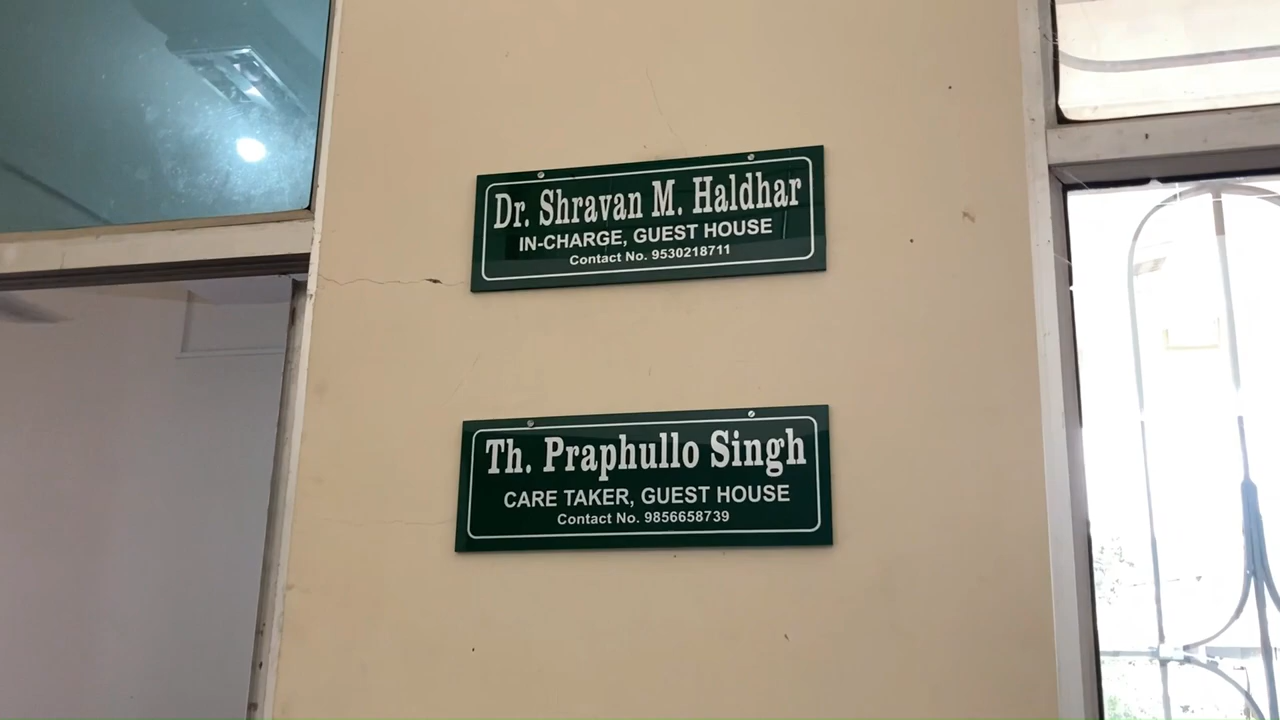 Dr. Shravan M. Haldhar
IN-CHARGE, GUEST HOUSE
Contact No. 9530218711
Th. Praphullo Singh
CARE TAKER, GUEST HOUSE
Contact No. 9856658739